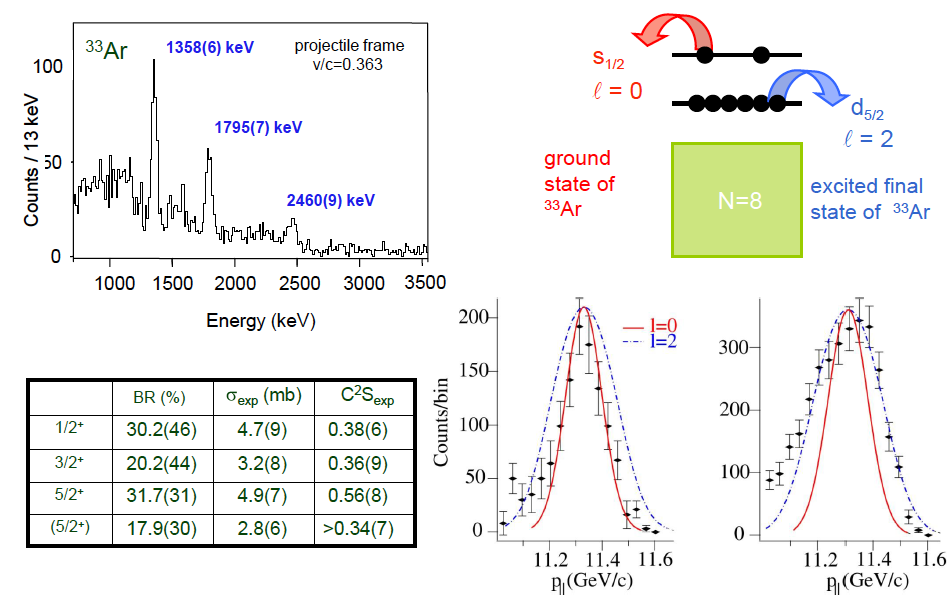 ³³Ar
1358(6) keV
projectile frame
v/c=0.363
1795(7) keV
2460(9) keV
Counts / 13 keV
100
50
0
1000 1500 2000 2500 3000 3500
Energy (keV)
s₁/₂
ℓ = 0
d₅/₂
ℓ = 2
ground
state of
³³Ar
N=8
excited final
state of ³³Ar
BR (%) σexp (mb) C²Sexp
1/2⁺ 30.2(46) 4.7(9) 0.38(6)
3/2⁺ 20.2(44) 3.2(8) 0.36(9)
5/2⁺ 31.7(31) 4.9(7) 0.56(8)
(5/2⁺) 17.9(30) 2.8(6) >0.34(7)
Counts/bin
200
150
100
50
0
l=0
l=2
11.2 11.4 11.6
p||(GeV/c)
300
200
100
0
11.2 11.4 11.6
p||(GeV/c)